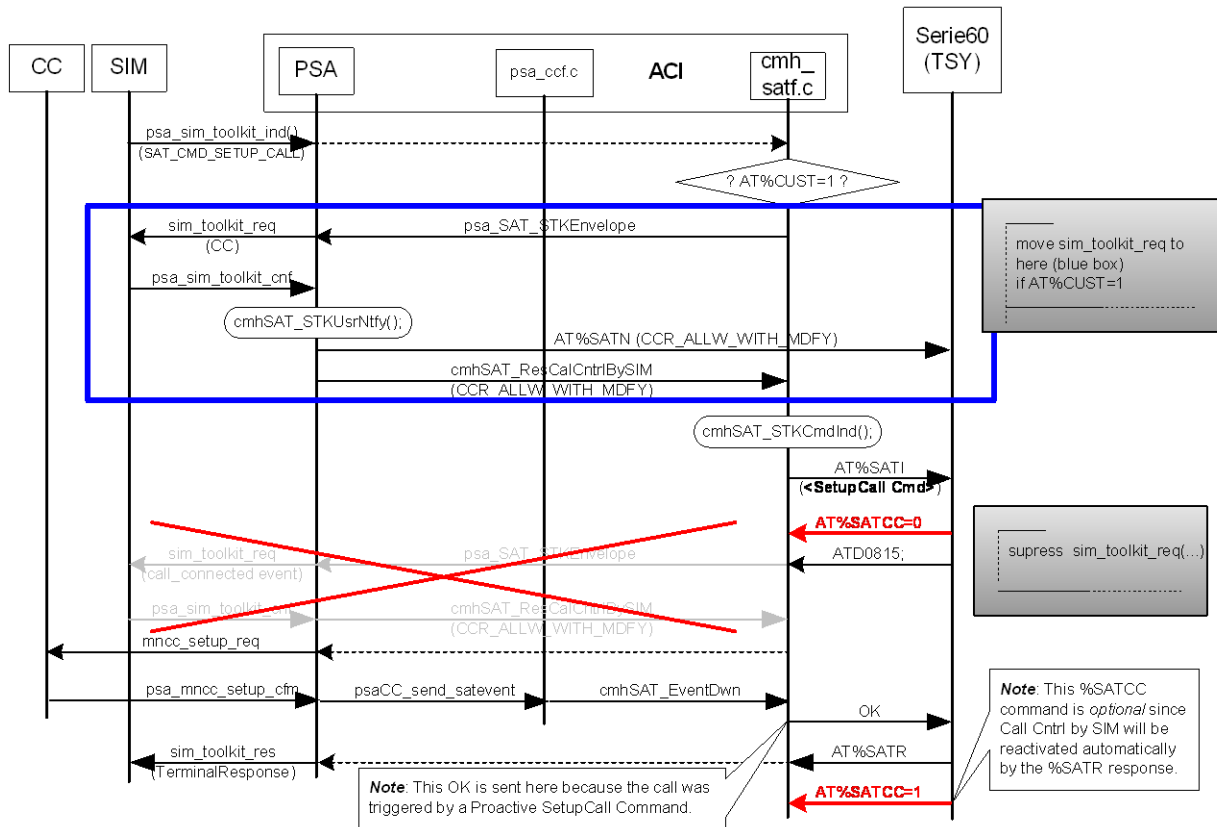 CC
SIM
PSA
psa_ccf.c
ACI
cmh_
satf.c
Serie60
(TSY)
psa_sim_toolkit_ind()
(SAT_CMD_SETUP_CALL)
? AT%CUST=1 ?
sim_toolkit_req
(CC)
psa_SAT_STKEnvelope
move sim_toolkit_req to
here (blue box)
if AT%CUST=1
psa_sim_toolkit_cnf
cmhSAT_STKUsrNtfy();
AT%SATN (CCR_ALLW_WITH_MDFY)
cmhSAT_ResCalCntrlBySIM
(CCR_ALLW_WITH_MDFY)
cmhSAT_STKCmdInd();
AT%SATI
(<SetupCall Cmd>)
AT%SATCC=0
sim_toolkit_req
(call_connected event)
psa_SAT_STKEnvelope
ATD0815;
supress sim_toolkit_req(...)
psa_sim_toolkit_cnf
cmhSAT_ResCalCntrlBySIM
(CCR_ALLW_WITH_MDFY)
mncc_setup_req
psa_mncc_setup_cfm
psaCC_send_satevent
cmhSAT_EventDwn
OK
Note: This %SATCC
command is optional since
Call Cntrl by SIM will be
reactivated automatically
by the %SATR response.
sim_toolkit_res
(TerminalResponse)
AT%SATR
Note: This OK is sent here because the call was
triggered by a Proactive SetupCall Command.
AT%SATCC=1